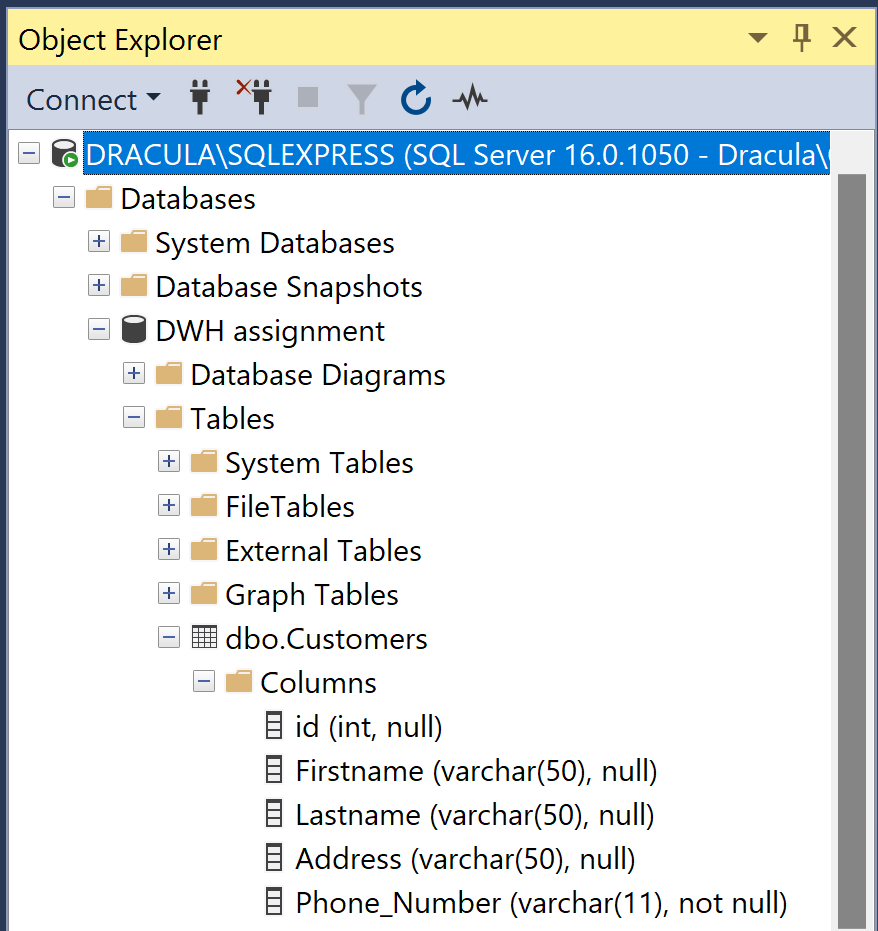 Object Explorer
Connect
DRACULA\SQLEXPRESS (SQL Server 16.0.1050 - Dracula\
Databases
System Databases
Database Snapshots
DWH assignment
Database Diagrams
Tables
System Tables
FileTables
External Tables
Graph Tables
dbo.Customers
Columns
id (int, null)
Firstname (varchar(50), null)
Lastname (varchar(50), null)
Address (varchar(50), null)
Phone_Number (varchar(11), not null)